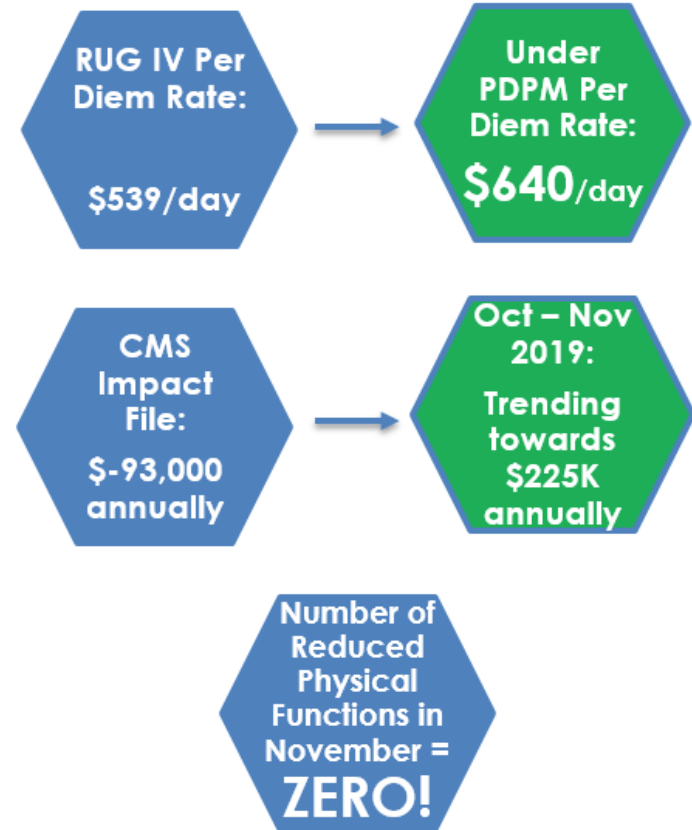 RUG IV Per
Diem Rate:
$539/day
Under
PDPM Per
Diem Rate:
$640/day
CMS
Impact
File:
$-93,000
annually
Oct – Nov
2019:
Trending
towards
$225K
annually
Number of
Reduced
Physical
Functions in
November =
ZERO!